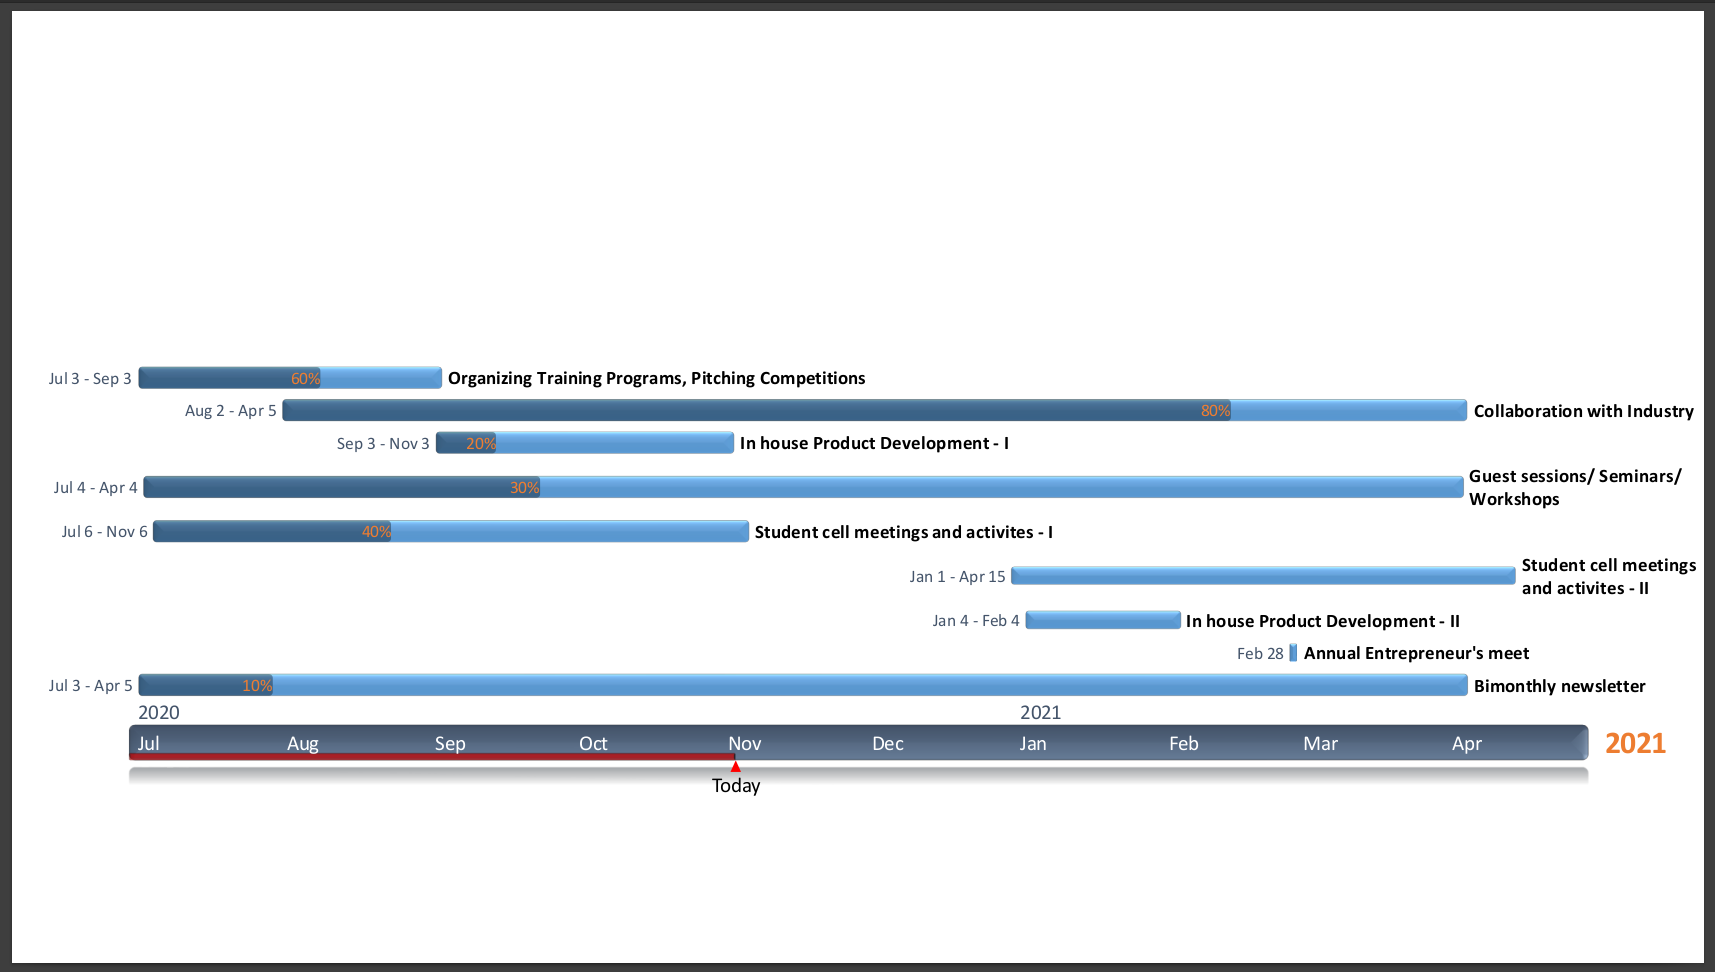 Jul 3 - Sep 3 60% Organizing Training Programs, Pitching Competitions
Aug 2 - Apr 5 80% Collaboration with Industry
Sep 3 - Nov 3 20% In house Product Development - I
Jul 4 - Apr 4 30% Guest sessions/ Seminars/
Workshops
Jul 6 - Nov 6 40% Student cell meetings and activites - I
Jan 1 - Apr 15 Student cell meetings
and activites - II
Jan 4 - Feb 4 In house Product Development - II
Feb 28 Annual Entrepreneur's meet
Jul 3 - Apr 5 10% Bimonthly newsletter
2020 2021
Jul Aug Sep Oct Nov Dec Jan Feb Mar Apr 2021
Today